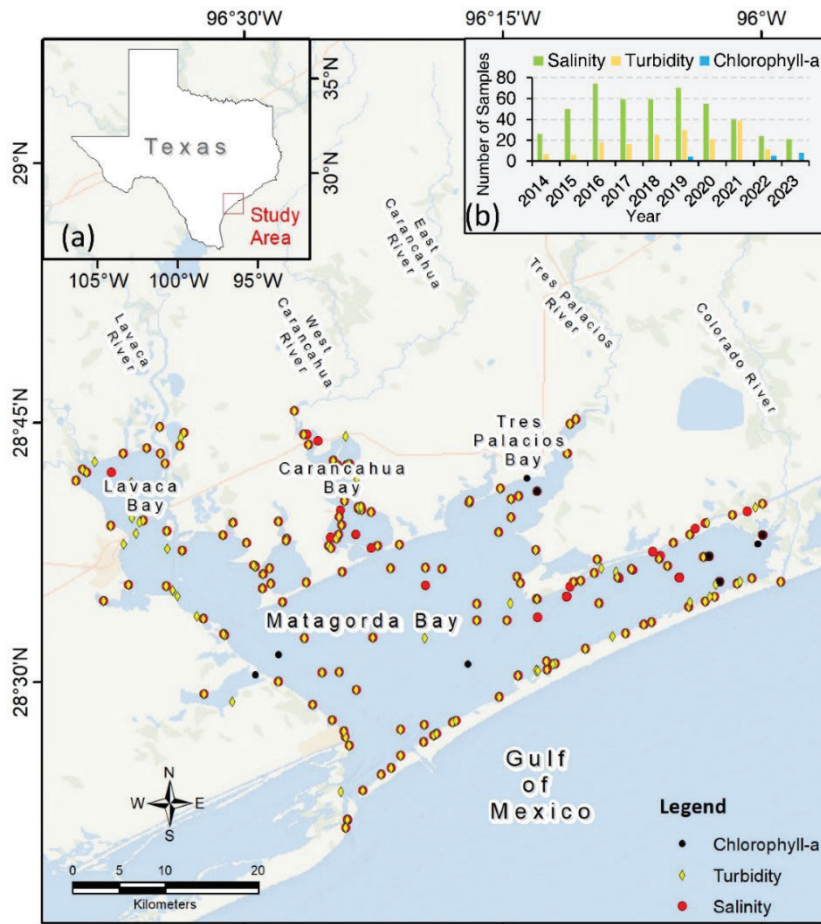 96°30'W
96°15'W
96°W
Texas
35°N
30°N
Study
Area
(a)
105°W
100°W
95°W
Salinity
Turbidity
Chlorophyll-a
Number of Samples
80
60
40
20
0
2014
2015
2016
2017
2018
2019
2020
2021
2022
2023
Year
(b)
29°N
28°45'N
28°30'N
Lavaca
River
West
Carancahua
River
East
Carancahua
River
Tres Palacios
River
Colorado River
Lavaca
Bay
Carancahua
Bay
Tres
Palacios
Bay
Matagorda Bay
Gulf
of
Mexico
N
W
E
S
0
5
10
20
Kilometers
Legend
Chlorophyll-a
Turbidity
Salinity